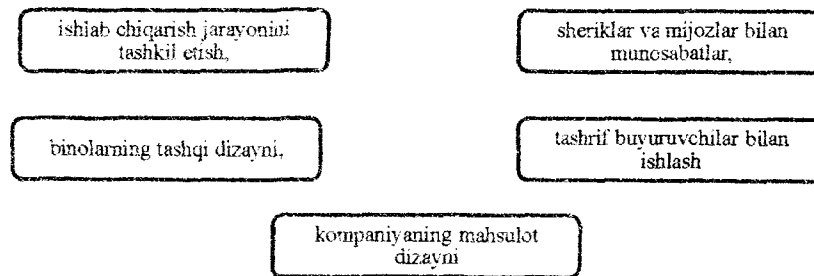 ishlab chiqarish jarayonini
tashkil etish,
sheriklar va mijozlar bilan
munosabatlar,
binolarning tashqi dizayni,
tashrif buyuruvchilar bilan
ishlash
kompaniyaning mahsulot
dizayni